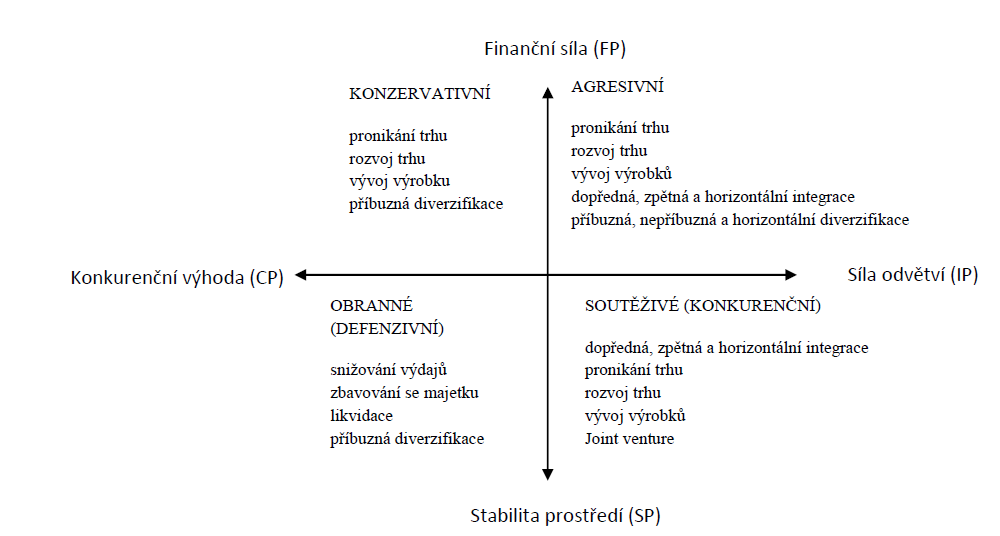 Finanční síla (FP)
KONZERVATIVNÍ
pronikání trhu
rozvoj trhu
vývoj výrobku
příbuzná diverzifikace
AGRESIVNÍ
pronikání trhu
rozvoj trhu
vývoj výrobků
dopředná, zpětná a horizontální integrace
příbuzná, nepříbuzná a horizontální diverzifikace
Konkurenční výhoda (CP)
Síla odvětví (IP)
OBRANNÉ
(DEFENZIVNÍ)
snižování výdajů
zbavování se majetku
likvidace
příbuzná diverzifikace
SOUTĚŽIVÉ (KONKURENČNÍ)
dopředná, zpětná a horizontální integrace
pronikání trhu
rozvoj trhu
vývoj výrobků
Joint venture
Stabilita prostředí (SP)